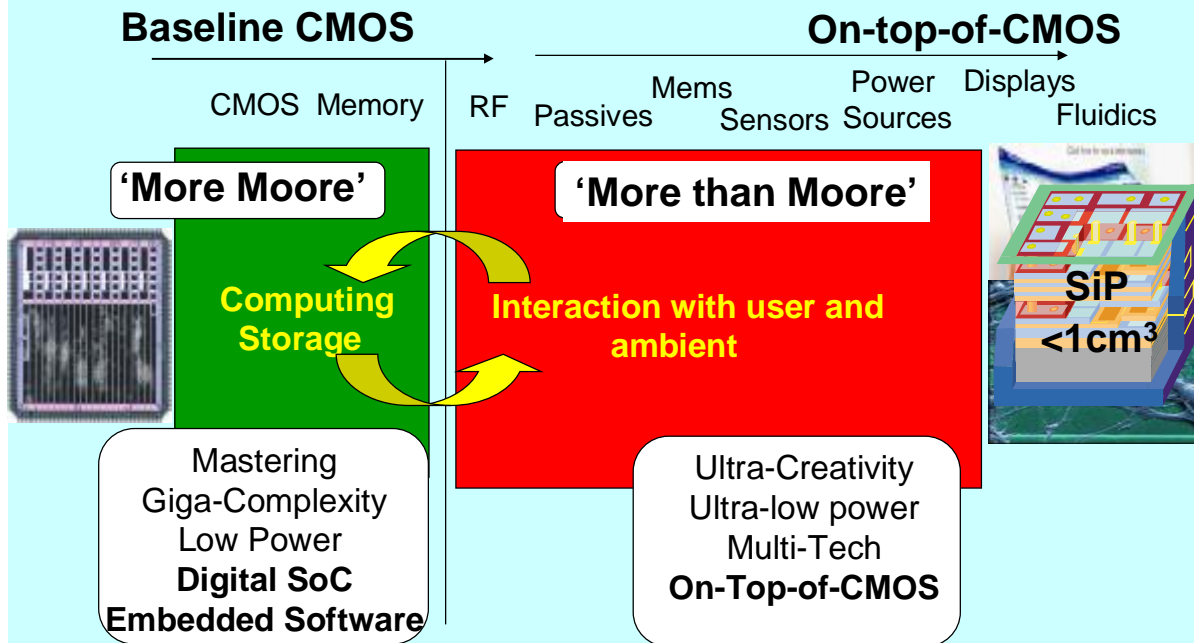 Baseline CMOS
On-top-of-CMOS
CMOS
Memory
RF
Passives
Mems
Sensors
Power
Sources
Displays
Fluidics
‘More Moore’
‘More than Moore’
Computing
Storage
Interaction with user and
ambient
SiP
<1cm³
Mastering
Giga-Complexity
Low Power
Digital SoC
Embedded Software
Ultra-Creativity
Ultra-low power
Multi-Tech
On-Top-of-CMOS